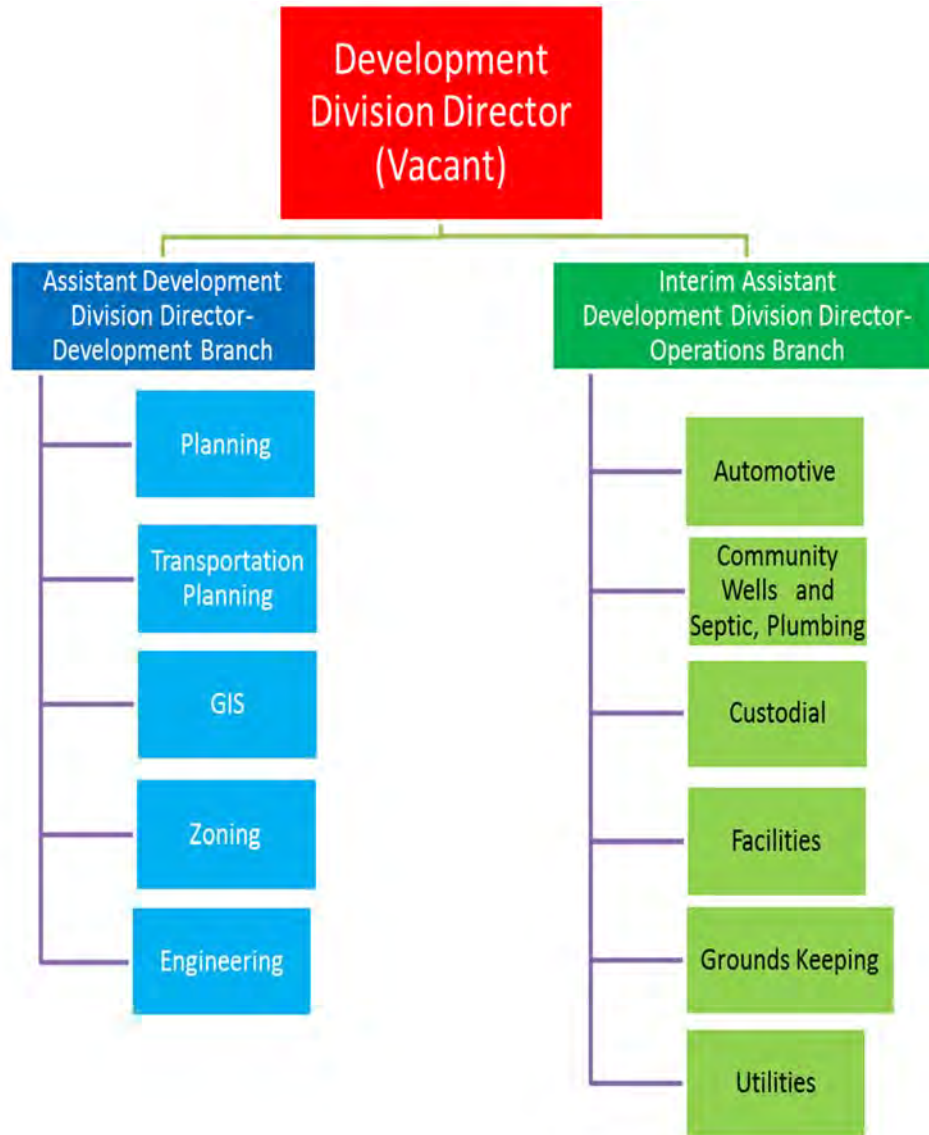 Development
Division Director
(Vacant)
Assistant Development
Division Director-
Development Branch
Planning
Transportation
Planning
GIS
Zoning
Engineering
Interim Assistant
Development Division Director-
Operations Branch
Automotive
Community
Wells and
Septic, Plumbing
Custodial
Facilities
Grounds Keeping
Utilities